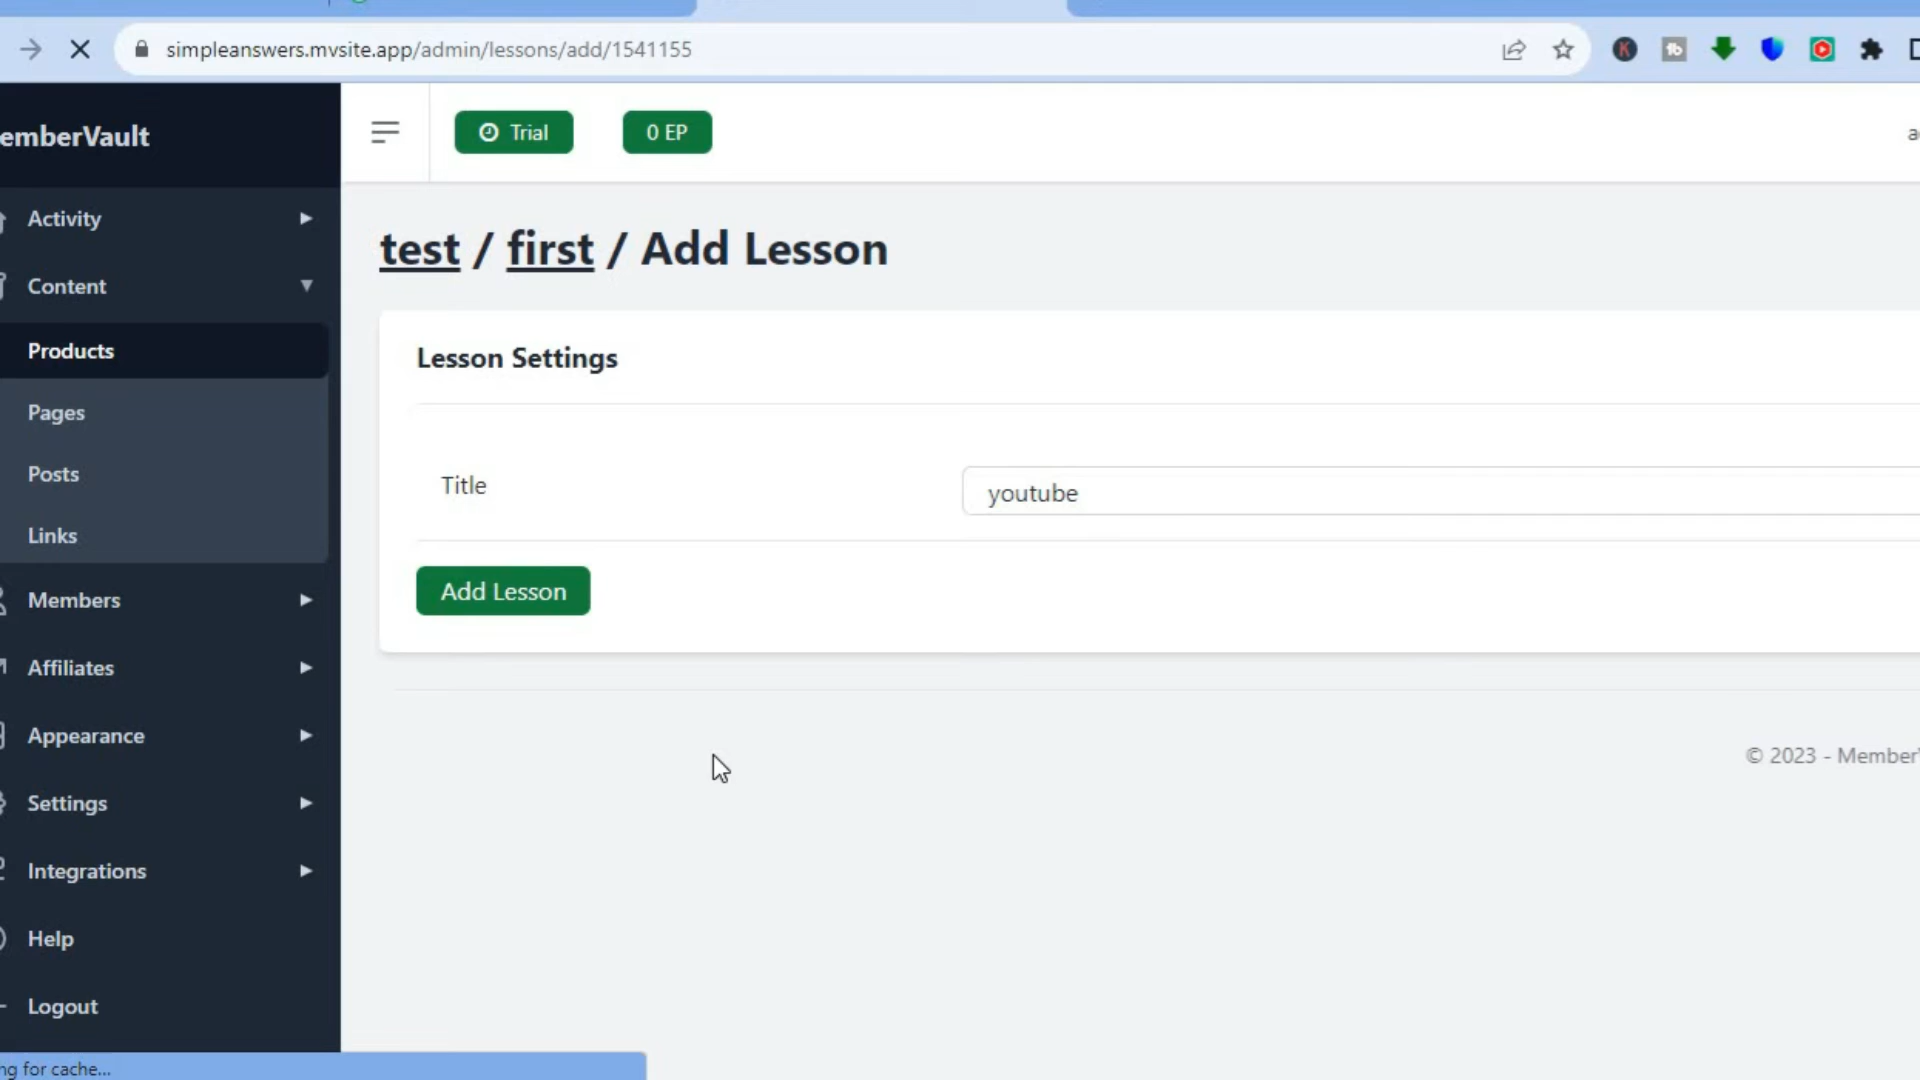 simpleanswers.mvsite.app/admin/lessons/add/1541155
emberVault
Trial
0 EP
Activity
Content
Products
Pages
Posts
Links
Members
Affiliates
Appearance
Settings
Integrations
Help
Logout
test / first / Add Lesson
Lesson Settings
Title
youtube
Add Lesson
© 2023 - Member
ng for cache...